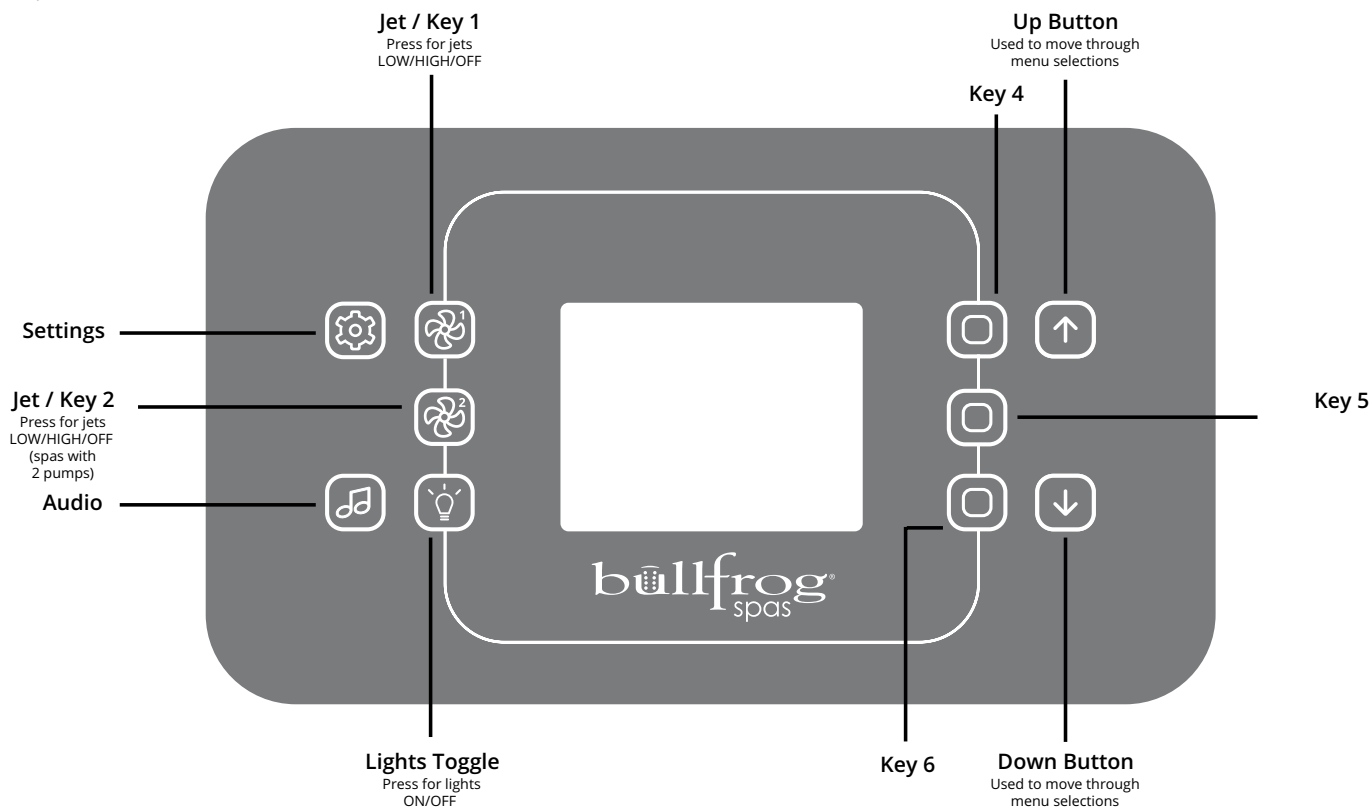 Jet / Key 1
Press for jets
LOW/HIGH/OFF
Up Button
Used to move through
menu selections
Key 4
Settings
1
Jet / Key 2
Press for jets
LOW/HIGH/OFF
(spas with
2 pumps)
2
Key 5
Audio
bullfrog®
spas
Lights Toggle
Press for lights
ON/OFF
Key 6
Down Button
Used to move through
menu selections